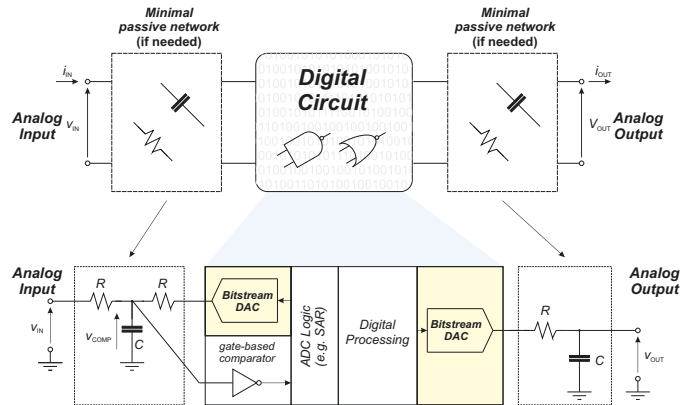 Minimal
passive network
(if needed)
Minimal
passive network
(if needed)
Digital
Circuit
i_IN
Analog
Input
v_IN
i_OUT
V_OUT
Analog
Output
Analog
Input
R
R
v_IN
v_COMP
C
Bitstream
DAC
gate-based
comparator
ADC Logic
(e.g. SAR)
Digital
Processing
Bitstream
DAC
R
C
Analog
Output
v_OUT